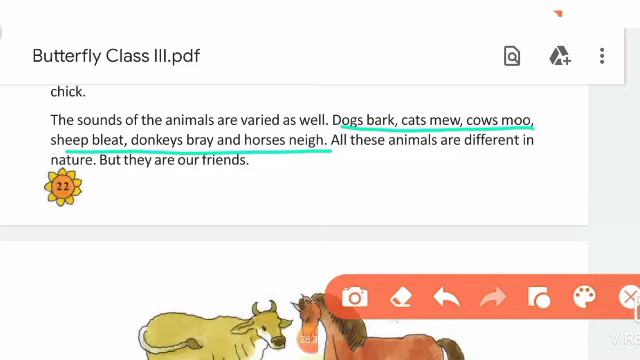 Butterfly Class III.pdf
chick.
The sounds of the animals are varied as well. Dogs bark, cats mew, cows moo,
sheep bleat, donkeys bray and horses neigh. All these animals are different in
nature. But they are our friends.
22